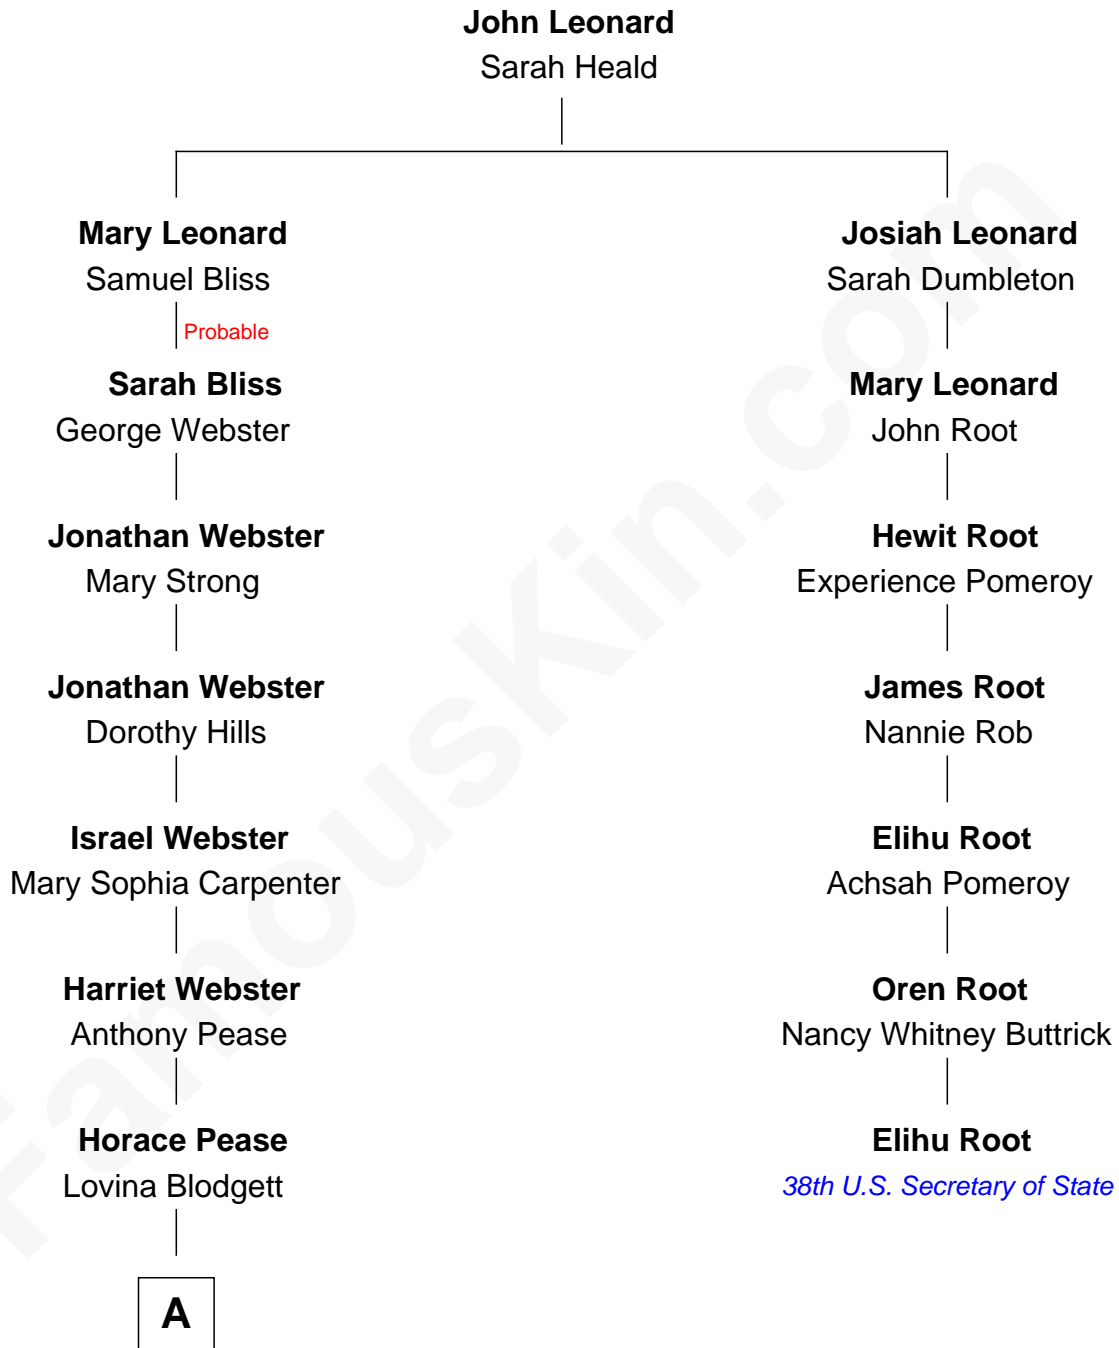 John Leonard
Sarah Heald
Mary Leonard
Samuel Bliss
Probable
Sarah Bliss
George Webster
Jonathan Webster
Mary Strong
Jonathan Webster
Dorothy Hills
Israel Webster
Mary Sophia Carpenter
Harriet Webster
Anthony Pease
Horace Pease
Lovina Blodgett
A
Josiah Leonard
Sarah Dumbleton
Mary Leonard
John Root
Hewit Root
Experience Pomeroy
James Root
Nannie Rob
Elihu Root
Achsah Pomeroy
Oren Root
Nancy Whitney Buttrick
Elihu Root
38th U.S. Secretary of State
FamousKin.com